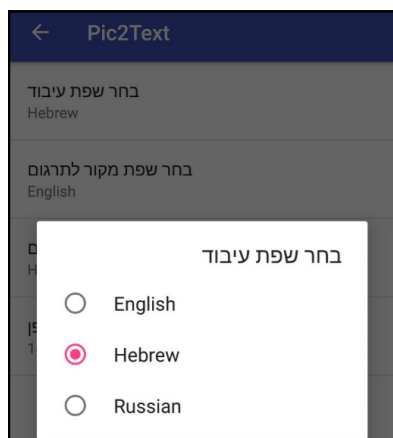 Pic2Text
בחר שפת עיבוד
Hebrew
בחר שפת מקור לתרגום
English
בחר שפת עיבוד
English
Hebrew
Russian